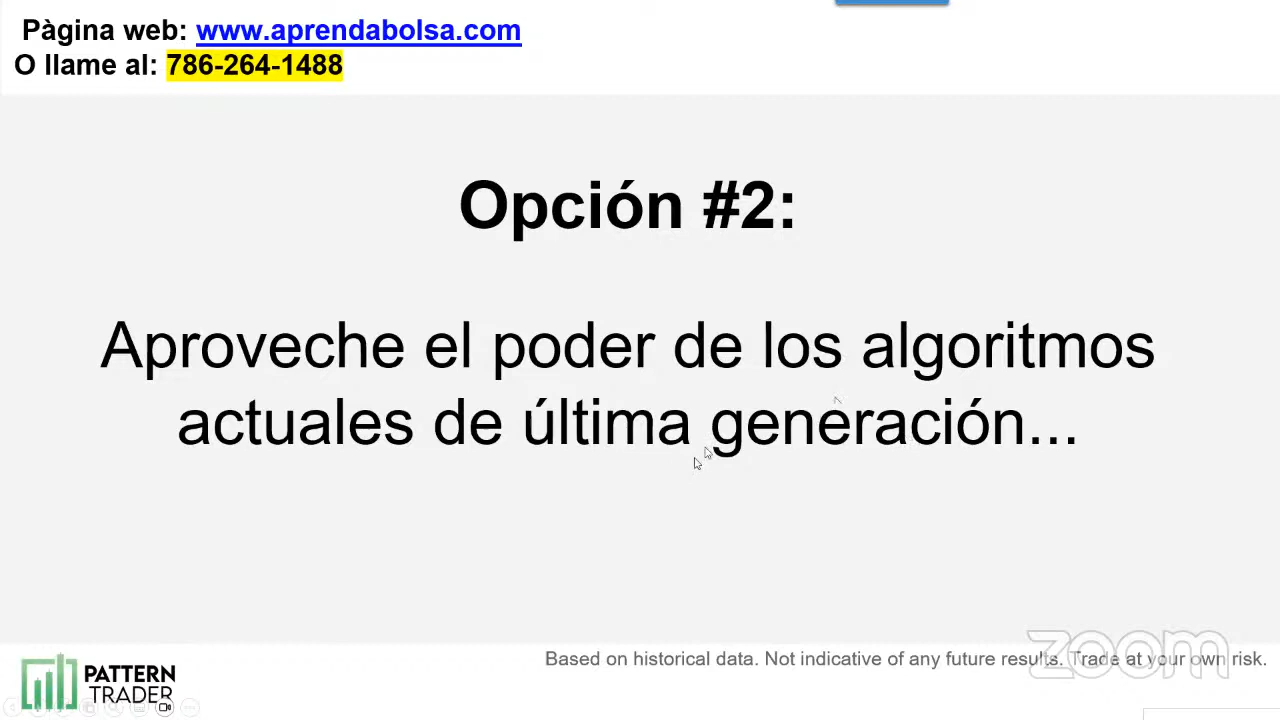 Pàgina web: www.aprendabolsa.com
O llame al: 786-264-1488
Opción #2:
Aproveche el poder de los algoritmos
actuales de última generación...
PATTERN
TRADER
Based on historical data. Not indicative of any future results. Trade at your own risk.
zoom